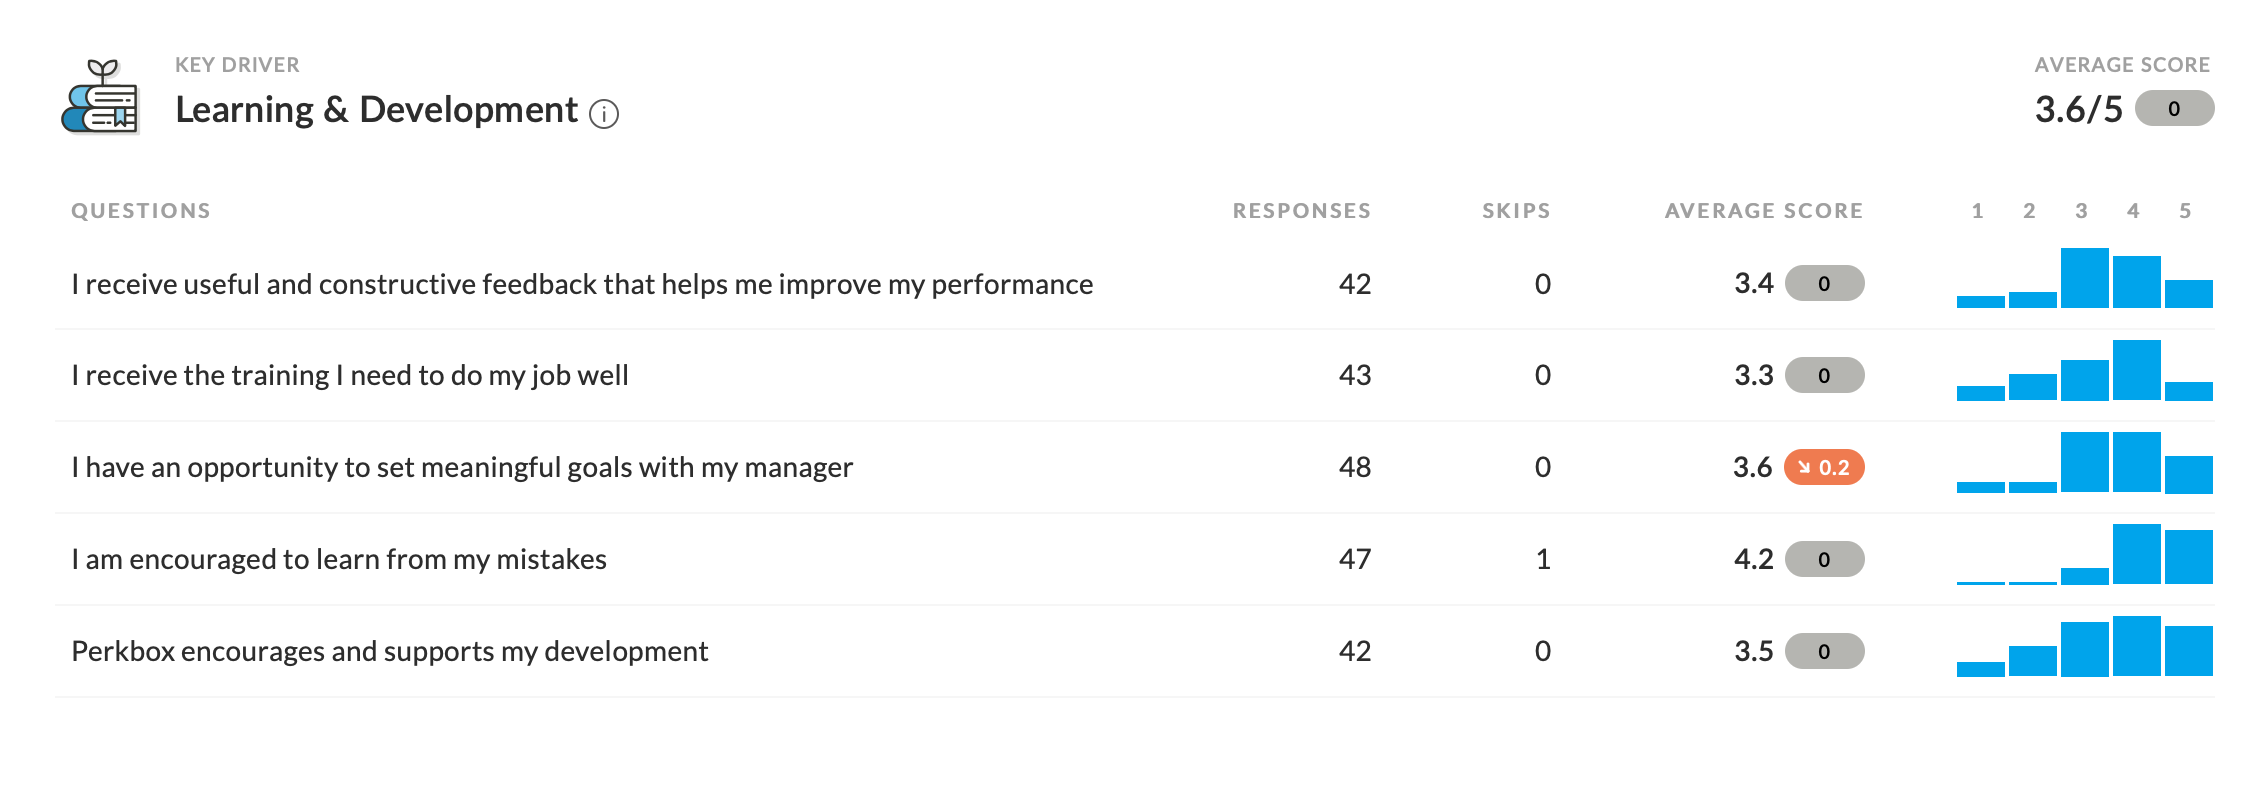 KEY DRIVER
AVERAGE SCORE
Learning & Development i
3.6/5 0
QUESTIONS RESPONSES SKIPS AVERAGE SCORE 1 2 3 4 5
I receive useful and constructive feedback that helps me improve my performance 42 0 3.4 0
I receive the training I need to do my job well 43 0 3.3 0
I have an opportunity to set meaningful goals with my manager 48 0 3.6 ↘ 0.2
I am encouraged to learn from my mistakes 47 1 4.2 0
Perkbox encourages and supports my development 42 0 3.5 0